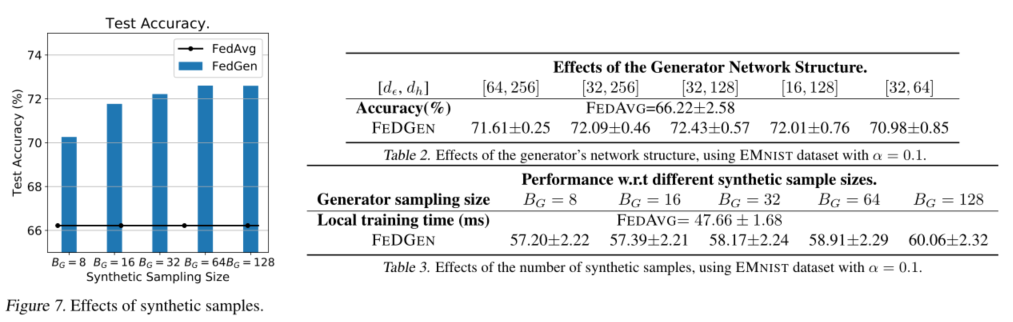 Test Accuracy.
FedAvg
FedGen
74
72
70
68
66
Test Accuracy (%)
B_G = 8 B_G = 16 B_G = 32 B_G = 64 B_G = 128
Synthetic Sampling Size
Figure 7. Effects of synthetic samples.
Effects of the Generator Network Structure.
[d_ϵ, d_h] [64, 256] [32, 256] [32, 128] [16, 128] [32, 64]
Accuracy(%) FEDAVG=66.22±2.58
FEDGEN 71.61±0.25 72.09±0.46 72.43±0.57 72.01±0.76 70.98±0.85
Table 2. Effects of the generator's network structure, using EMNIST dataset with α = 0.1.
Performance w.r.t different synthetic sample sizes.
Generator sampling size B_G = 8 B_G = 16 B_G = 32 B_G = 64 B_G = 128
Local training time (ms) FEDAVG= 47.66 ± 1.68
FEDGEN 57.20±2.22 57.39±2.21 58.17±2.24 58.91±2.29 60.06±2.32
Table 3. Effects of the number of synthetic samples, using EMNIST dataset with α = 0.1.